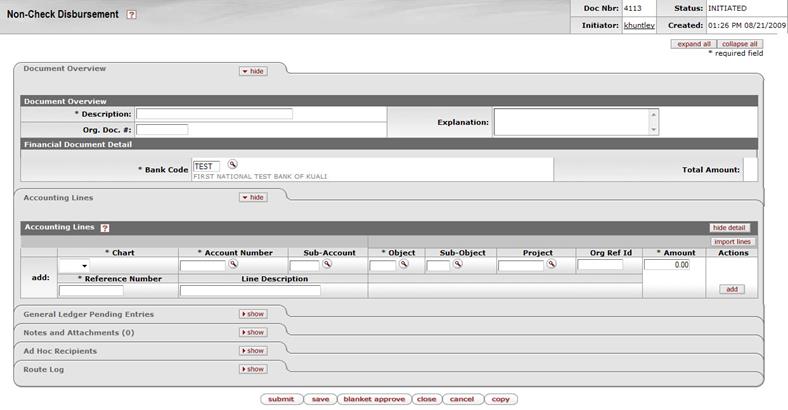 Non-Check Disbursement ?
Doc Nbr: 4113 Status: INITIATED
Initiator: khuntley Created: 01:26 PM 08/21/2009
expand all collapse all
* required field
Document Overview hide
Document Overview
* Description: Explanation:
Org. Doc. #:
Financial Document Detail
* Bank Code TEST Total Amount:
FIRST NATIONAL TEST BANK OF KUALI
Accounting Lines hide
Accounting Lines ? hide detail
import lines
* Chart * Account Number Sub-Account * Object Sub-Object Project Org Ref Id * Amount Actions
add: 0.00
* Reference Number Line Description
add
General Ledger Pending Entries show
Notes and Attachments (0) show
Ad Hoc Recipients show
Route Log show
submit save blanket approve close cancel copy